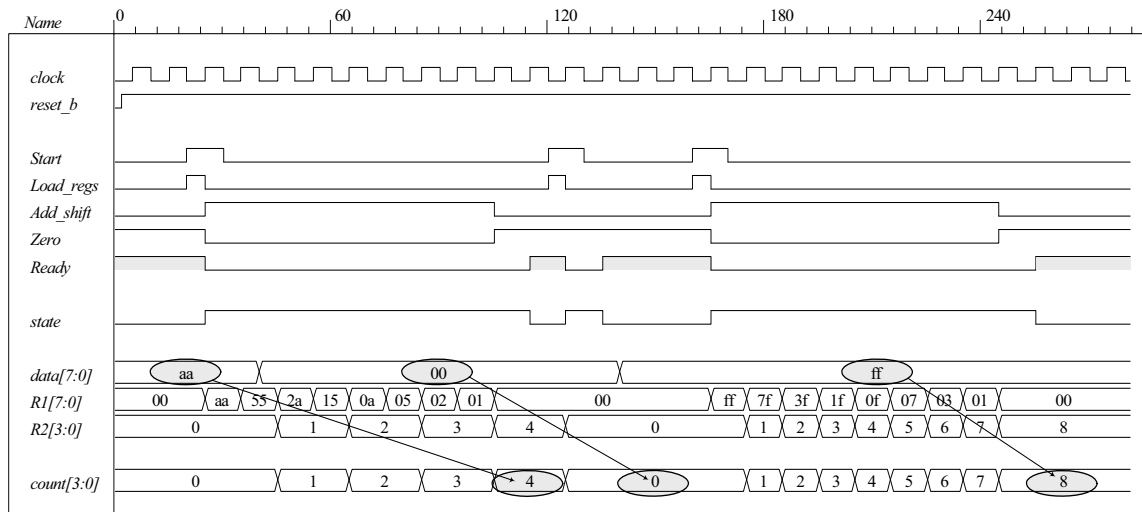 Name 0 60 120 180 240
clock
reset_b
Start
Load_regs
Add_shift
Zero
Ready
state
data[7:0] aa 00 ff
R1[7:0] 00 aa 55 2a 15 0a 05 02 01 00 ff 7f 3f 1f 0f 07 03 01 00
R2[3:0] 0 1 2 3 4 0 1 2 3 4 5 6 7 8
count[3:0] 0 1 2 3 4 0 1 2 3 4 5 6 7 8